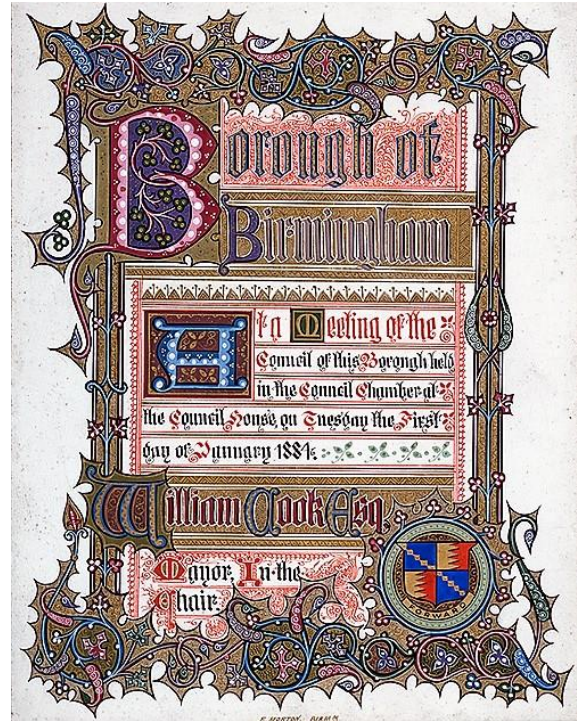 Borough of
Birmingham
At a Meeting of the
Council of this Borough held
in the Council Chamber at
the Council House, on Tuesday the First
day of January 1884.
William Cook Esq,
Mayor, In the
Chair.
FORWARD
E. MORTON. BIRHAM